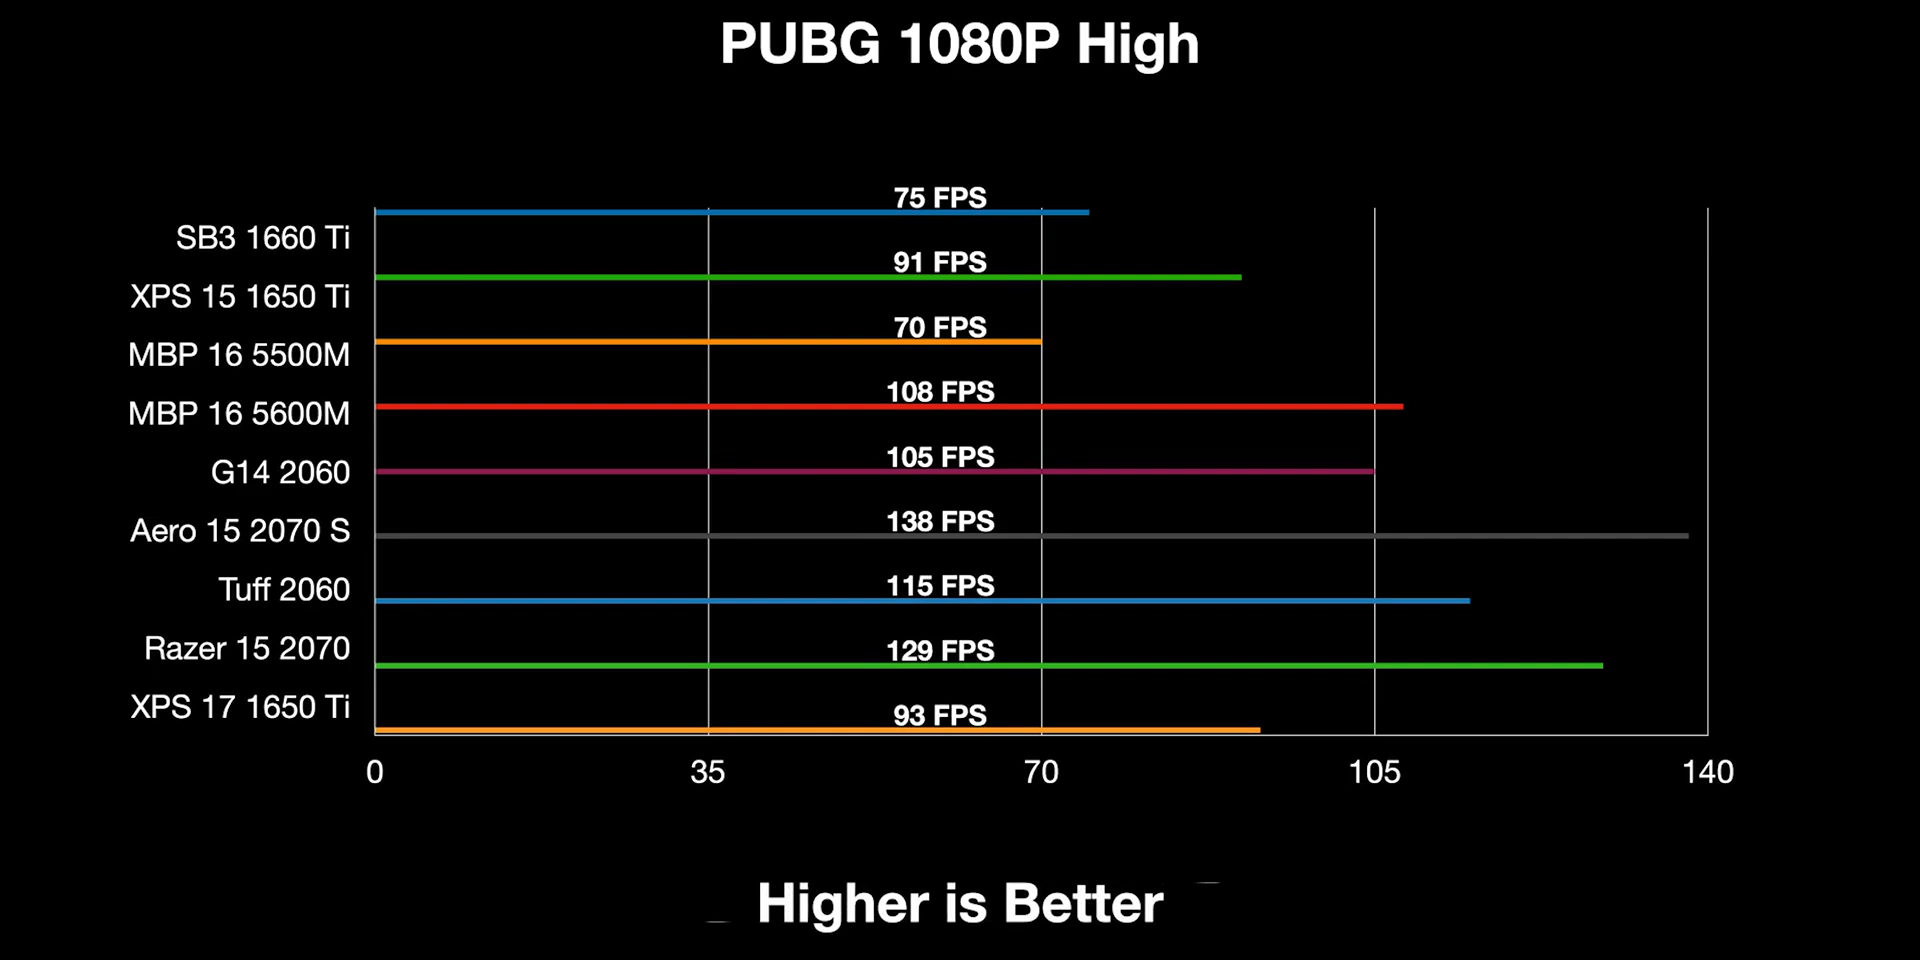 PUBG 1080P High
75 FPS
SB3 1660 Ti
91 FPS
XPS 15 1650 Ti
70 FPS
MBP 16 5500M
108 FPS
MBP 16 5600M
105 FPS
G14 2060
138 FPS
Aero 15 2070 S
115 FPS
Tuff 2060
129 FPS
Razer 15 2070
93 FPS
XPS 17 1650 Ti
0 35 70 105 140
Higher is Better